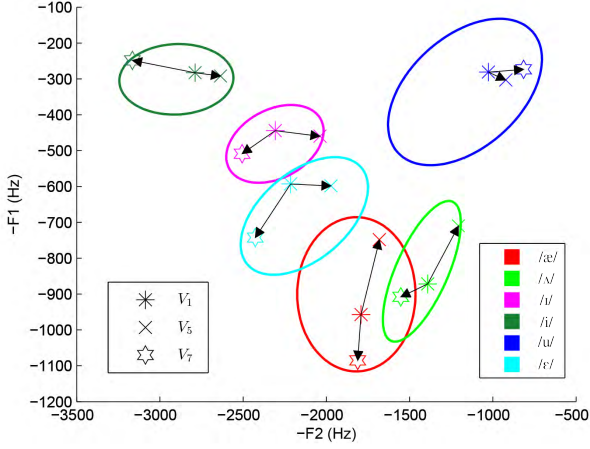 −100
−200
−300
−400
−500
−600
−700
−800
−900
−1000
−1100
−1200
−F1 (Hz)
−3500 −3000 −2500 −2000 −1500 −1000 −500
−F2 (Hz)
V₁
V₅
V₇
/æ/
/ʌ/
/ɪ/
/i/
/u/
/ɛ/